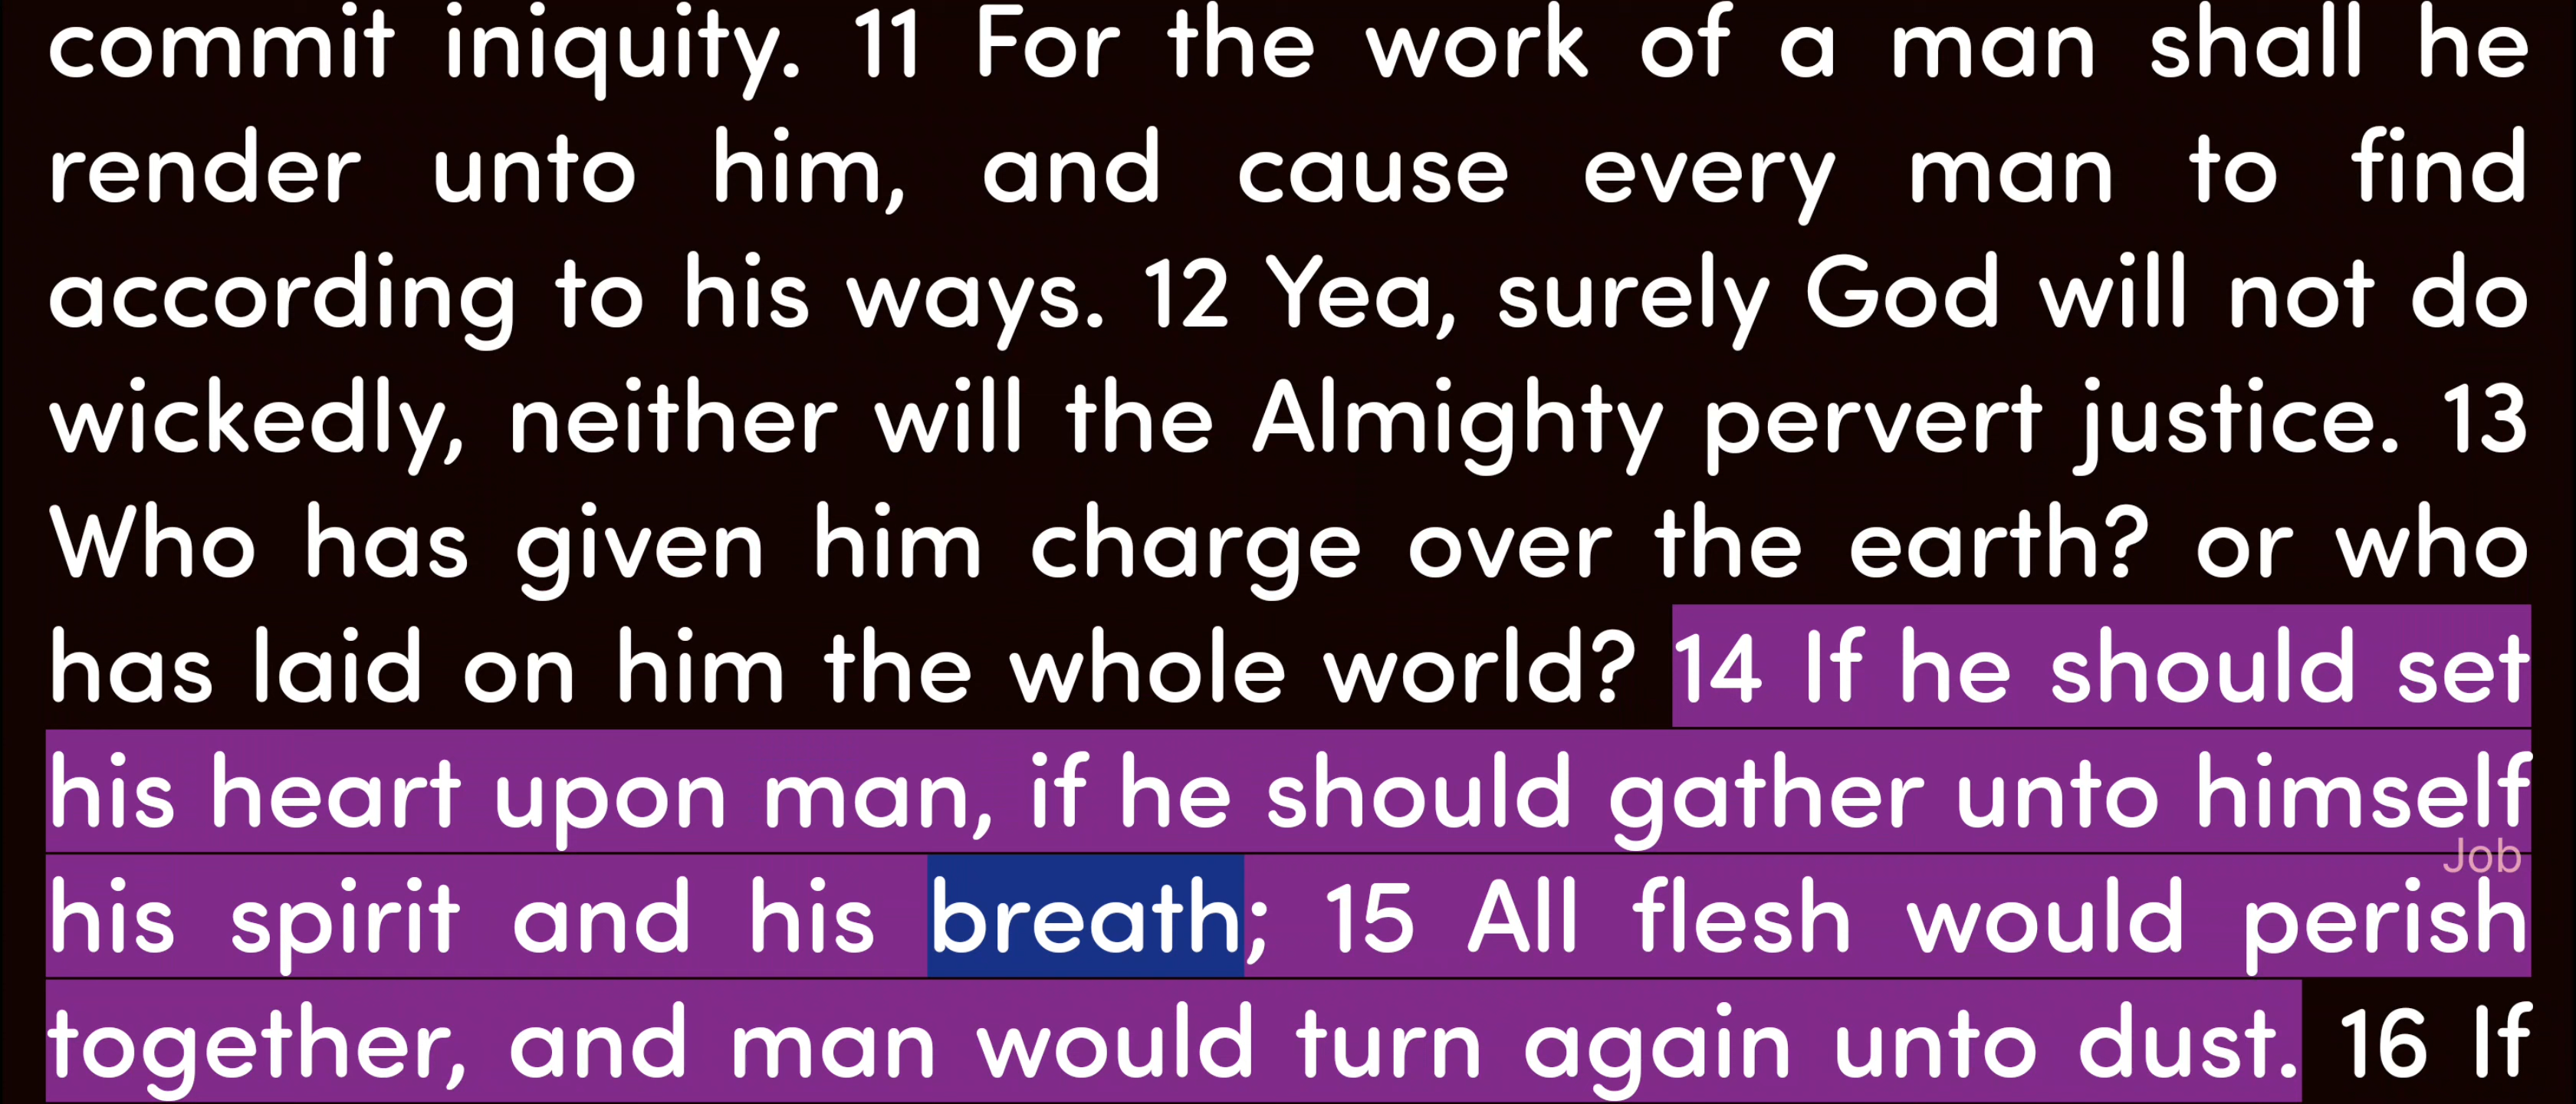 commit iniquity. 11 For the work of a man shall he
render unto him, and cause every man to find
according to his ways. 12 Yea, surely God will not do
wickedly, neither will the Almighty pervert justice. 13
Who has given him charge over the earth? or who
has laid on him the whole world? 14 If he should set
his heart upon man, if he should gather unto himself
Job
his spirit and his breath; 15 All flesh would perish
together, and man would turn again unto dust. 16 If